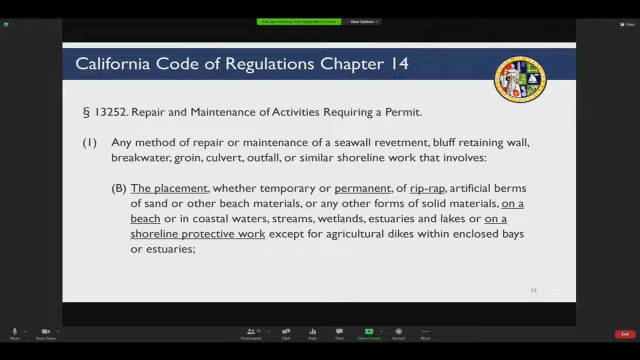 View Options
California Code of Regulations Chapter 14
§ 13252. Repair and Maintenance of Activities Requiring a Permit.
(1) Any method of repair or maintenance of a seawall revetment, bluff retaining wall,
breakwater, groin, culvert, outfall, or similar shoreline work that involves:
(B) The placement, whether temporary or permanent, of rip-rap, artificial berms
of sand or other beach materials, or any other forms of solid materials, on a
beach or in coastal waters, streams, wetlands, estuaries and lakes or on a
shoreline protective work except for agricultural dikes within enclosed bays
or estuaries;
Mute
Stop Video
Participants
Q&A
Polls
Chat
Share Screen
Record
More
End